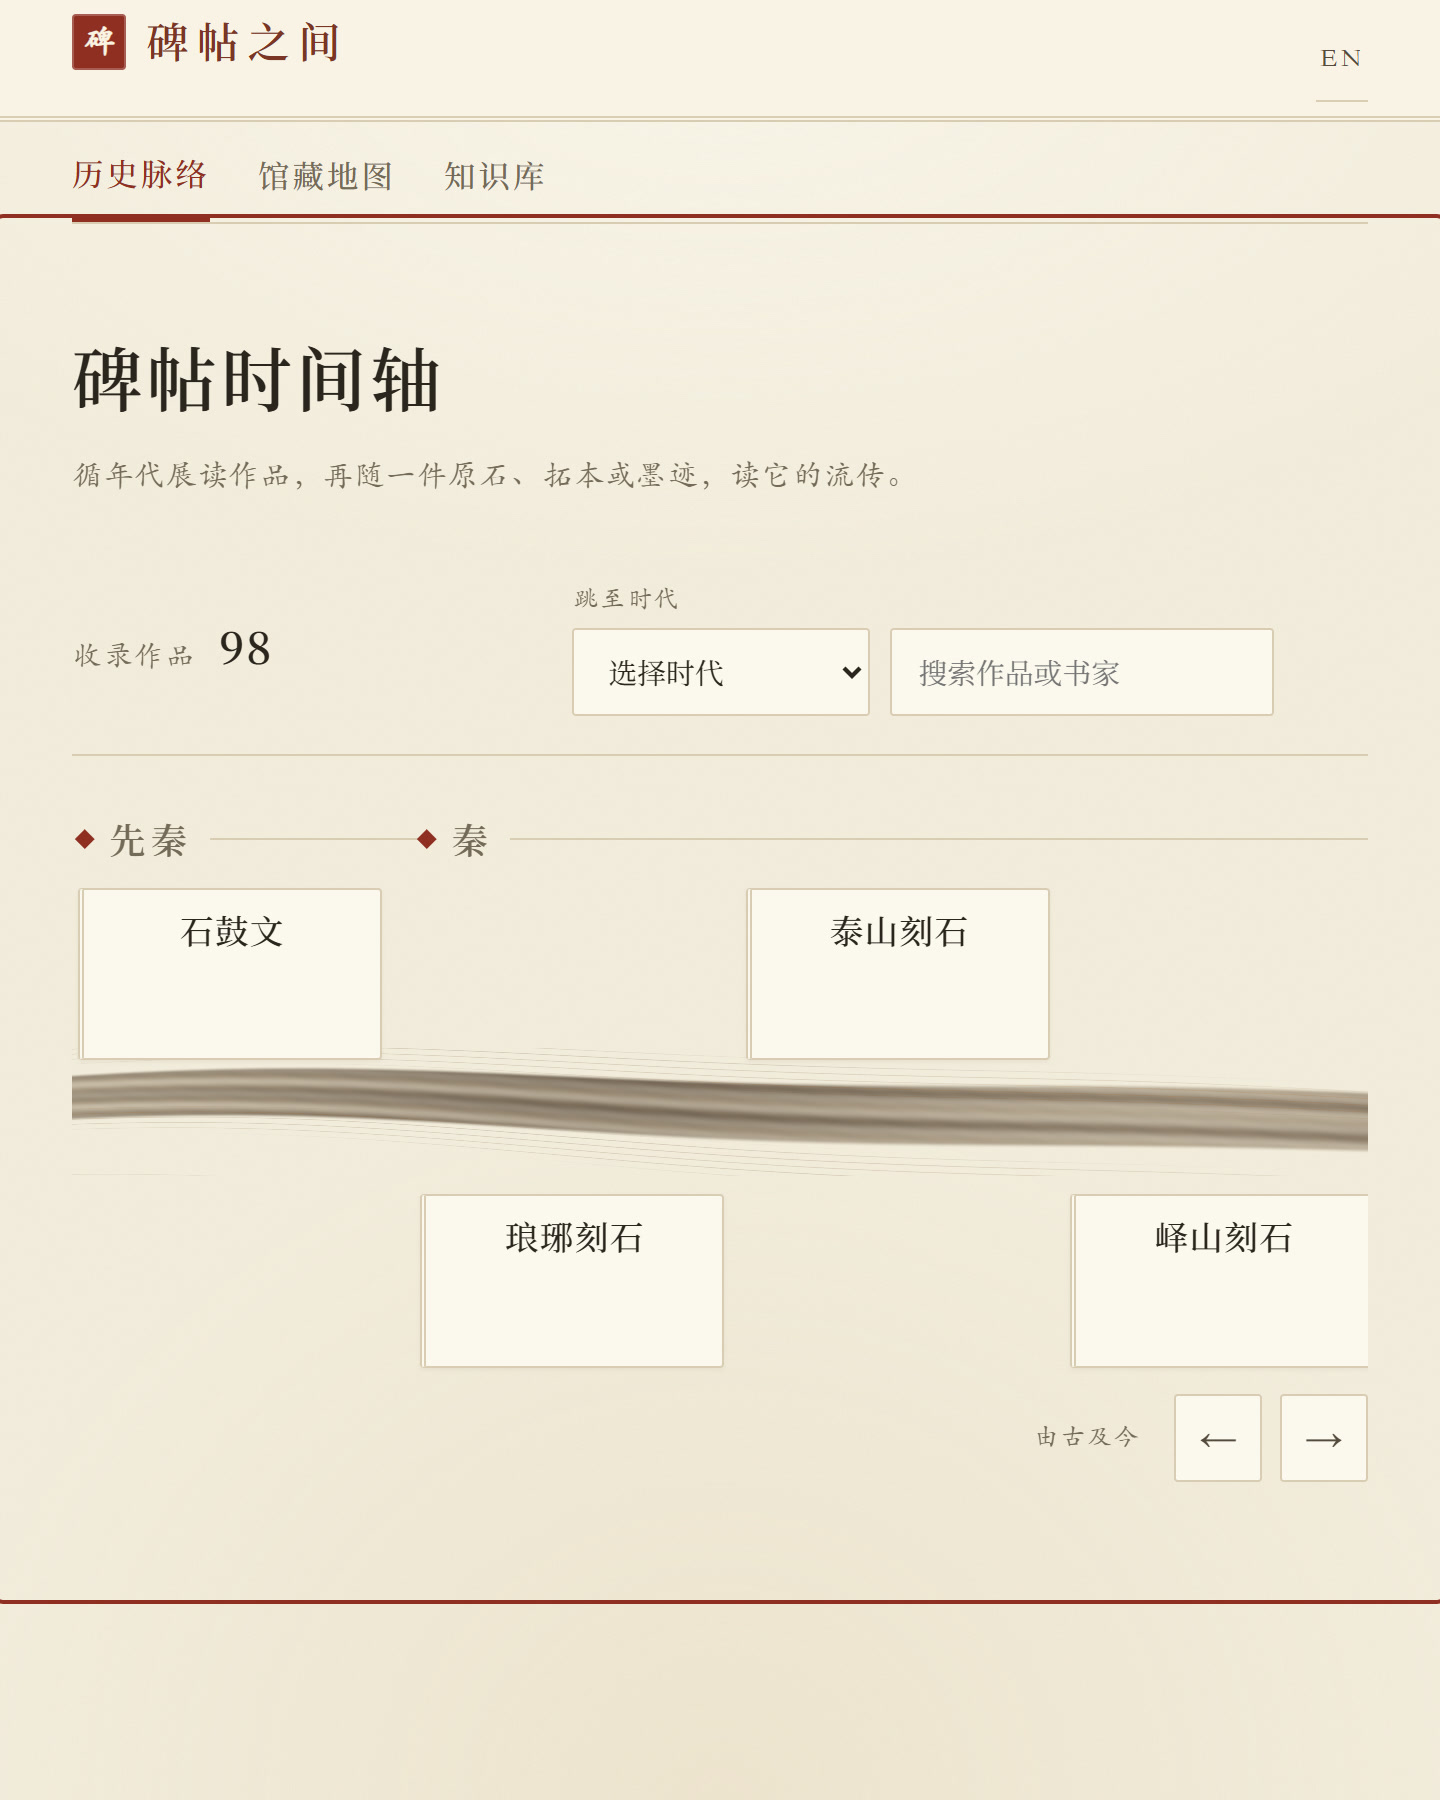 碑 碑帖之间
EN
历史脉络 馆藏地图 知识库
碑帖时间轴
循年代展读作品，再随一件原石、拓本或墨迹，读它的流传。
跳至时代
收录作品 98 选择时代 搜索作品或书家
先秦 秦
石鼓文 泰山刻石
琅琊刻石 峄山刻石
由古及今 ← →